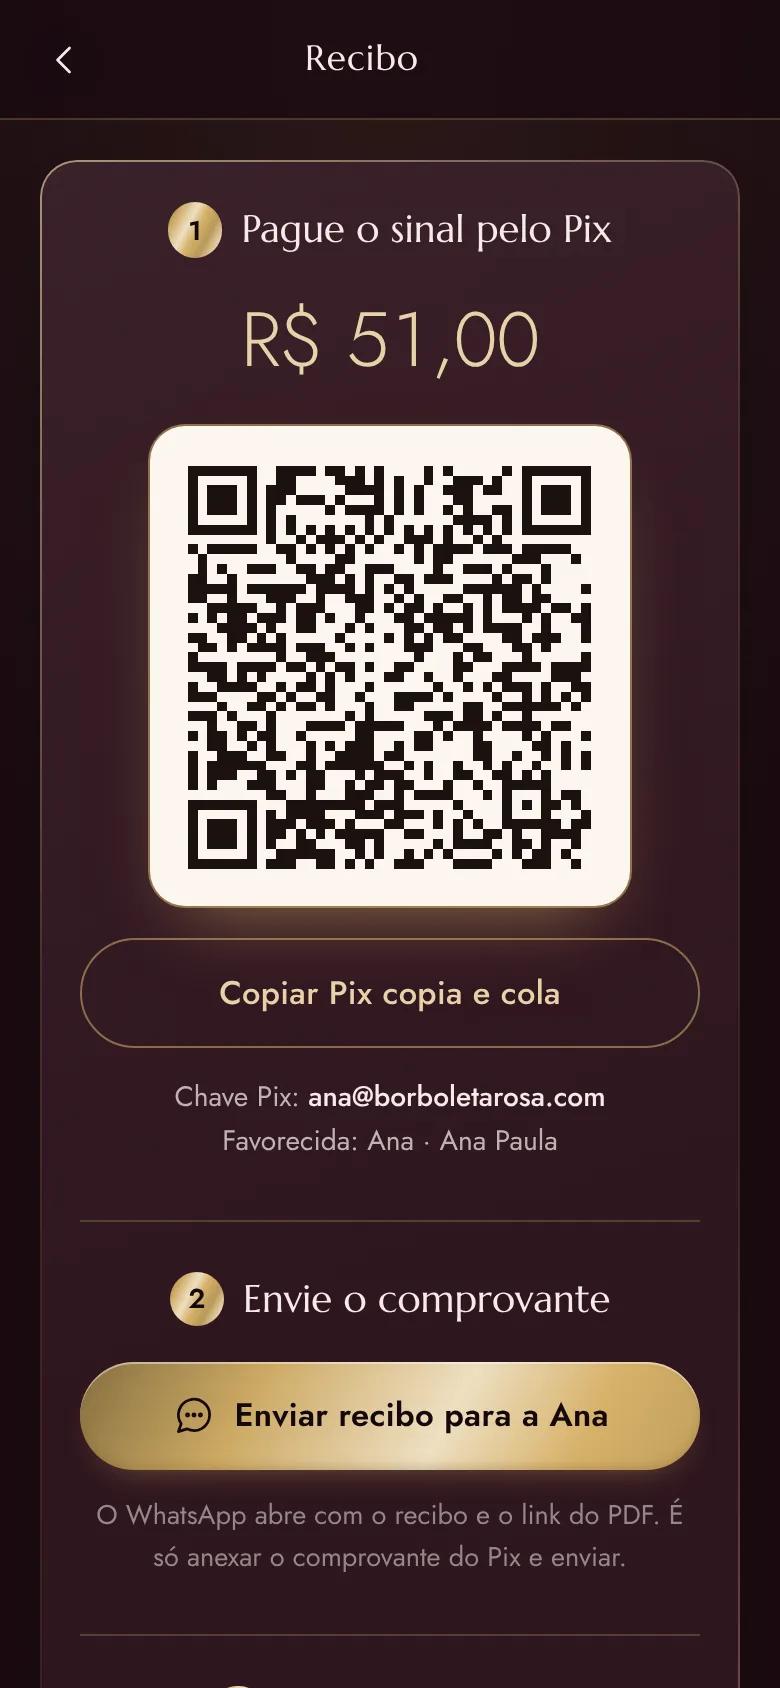 Recibo
1 Pague o sinal pelo Pix
R$ 51,00
Copiar Pix copia e cola
Chave Pix: ana@borboletarosa.com
Favorecida: Ana · Ana Paula
2 Envie o comprovante
Enviar recibo para a Ana
O WhatsApp abre com o recibo e o link do PDF. É
só anexar o comprovante do Pix e enviar.